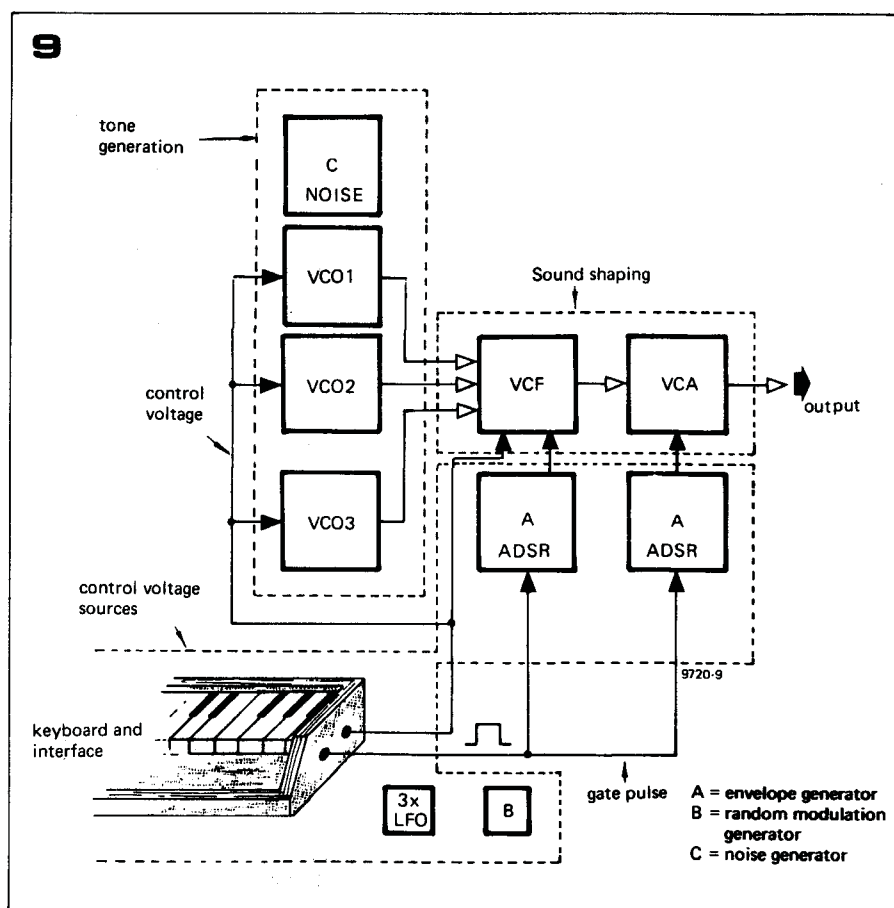 9
tone
generation
C
NOISE
VCO1
Sound shaping
VCO2
VCF
VCA
control
voltage
output
VCO3
A
ADSR
A
ADSR
control voltage
sources
9720-9
keyboard and
interface
3x
LFO
B
gate pulse
A = envelope generator
B = random modulation
generator
C = noise generator